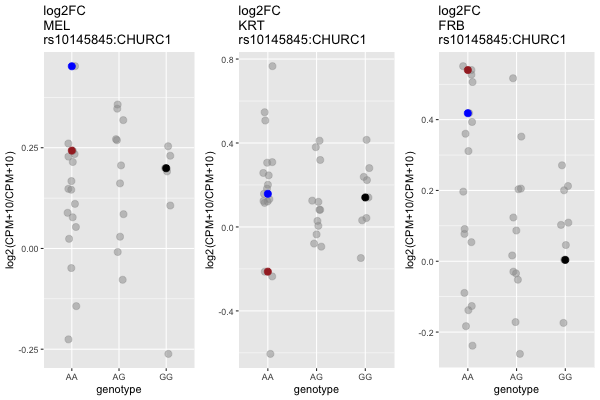 log2FC
MEL
rs10145845:CHURC1
log2(CPM+10/CPM+10)
0.25
0.00
-0.25
AA
AG
GG
genotype
log2FC
KRT
rs10145845:CHURC1
log2(CPM+10/CPM+10)
0.8
0.4
0.0
-0.4
AA
AG
GG
genotype
log2FC
FRB
rs10145845:CHURC1
log2(CPM+10/CPM+10)
0.4
0.2
0.0
-0.2
AA
AG
GG
genotype